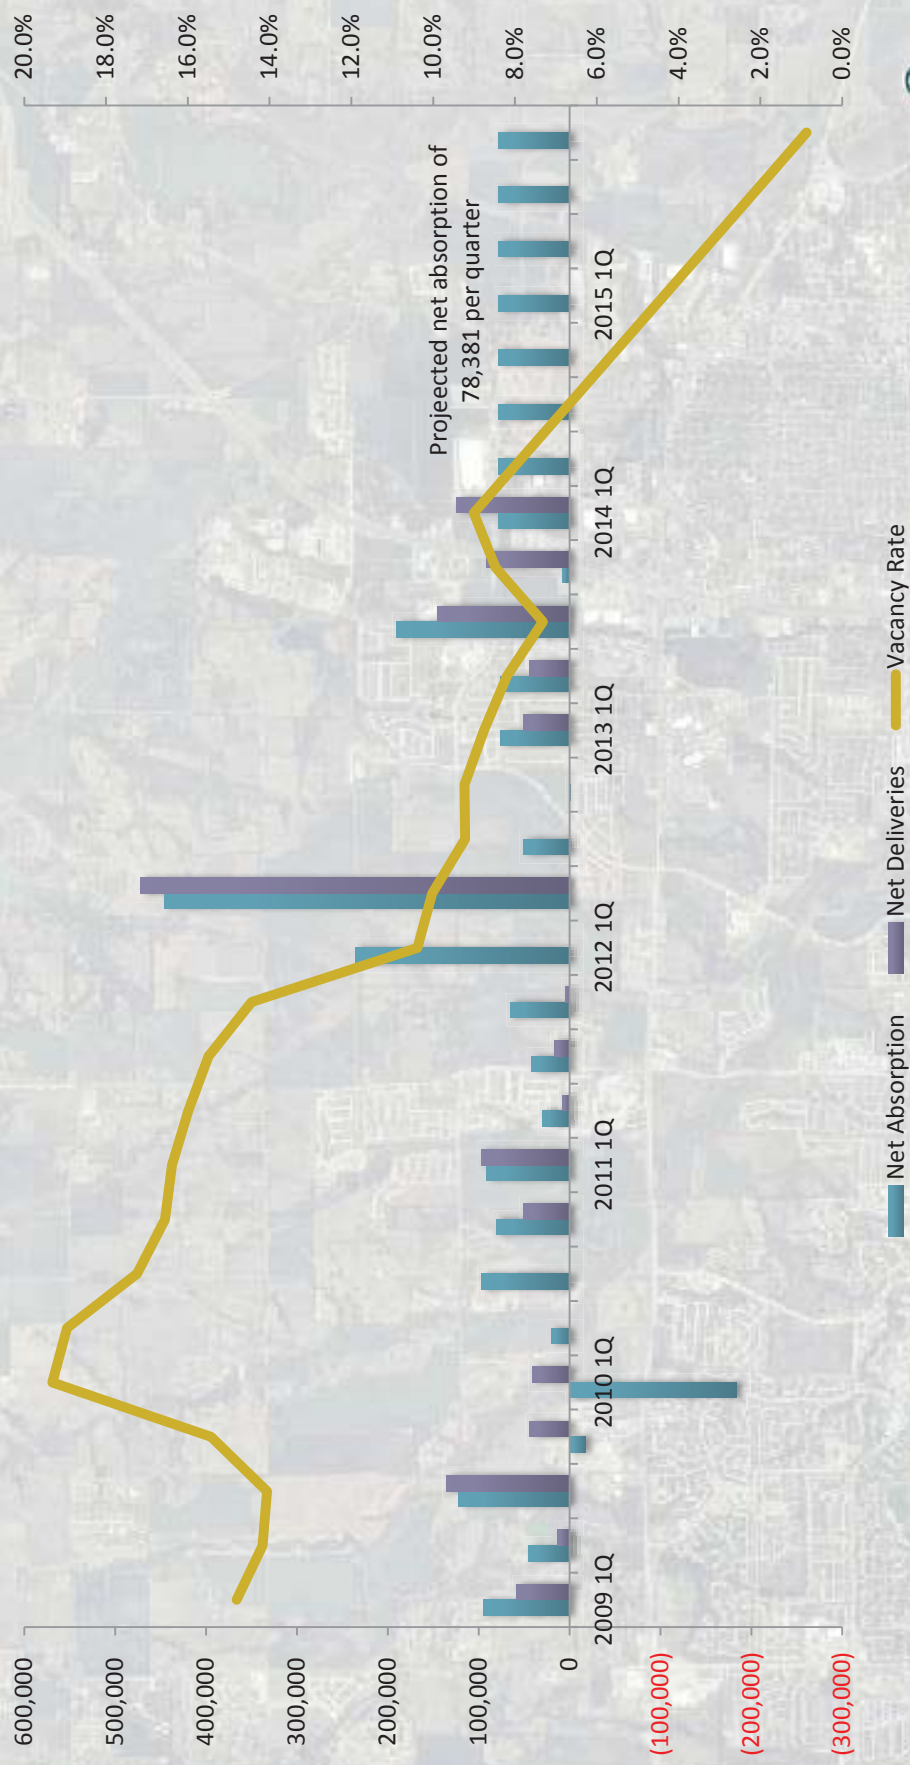 600,000
500,000
400,000
300,000
200,000
100,000
0
(100,000)
(200,000)
(300,000)
20.0%
18.0%
16.0%
14.0%
12.0%
10.0%
8.0%
6.0%
4.0%
2.0%
0.0%
Projeected net absorption of
78,381 per quarter
2009 1Q
2010 1Q
2011 1Q
2012 1Q
2013 1Q
2014 1Q
2015 1Q
Net Absorption
Net Deliveries
Vacancy Rate